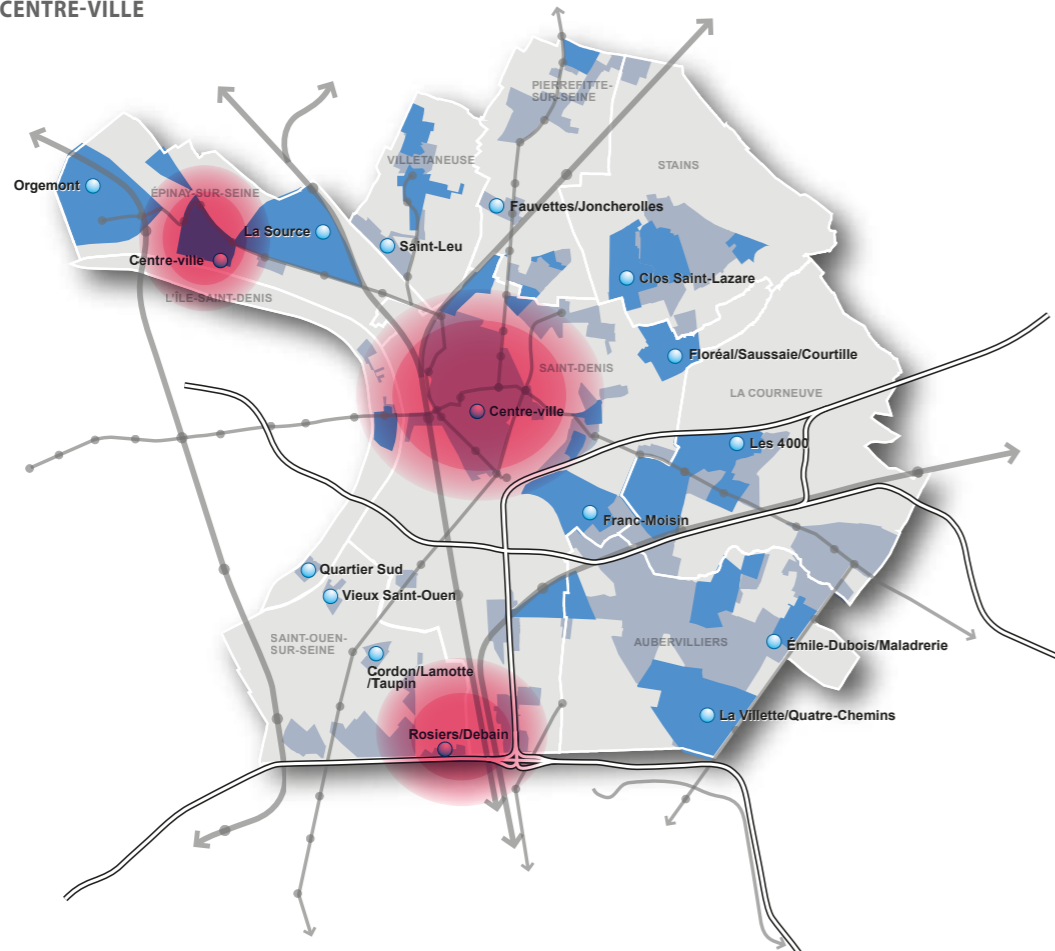 CENTRE-VILLE
PIERREFITTE-
SUR-SEINE
VILLETANEUSE
STAINS
Orgemont
ÉPINAY-SUR-SEINE
Fauvettes/Joncherolles
La Source
Saint-Leu
Centre-ville
Clos Saint-Lazare
L'ÎLE-SAINT-DENIS
Floréal/Saussaie/Courtille
SAINT-DENIS
LA COURNEUVE
Centre-ville
Les 4000
Franc-Moisin
Quartier Sud
Vieux Saint-Ouen
SAINT-OUEN-
SUR-SEINE
AUBERVILLIERS
Émile-Dubois/Maladrerie
Cordon/Lamotte
/Taupin
La Villette/Quatre-Chemins
Rosiers/Debain